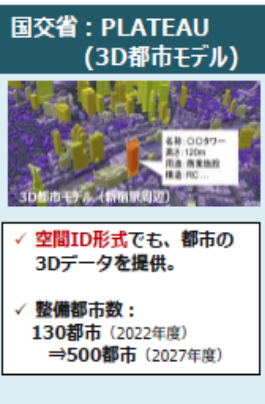 国交省：PLATEAU
(3D都市モデル)
名称:〇〇タワー
高さ:120m
用途:商業施設
構造:RC...
3D都市モデル（新宿駅周辺）
✓ 空間ID形式でも、都市の
3Dデータを提供。
✓ 整備都市数：
130都市（2022年度）
⇒500都市（2027年度）